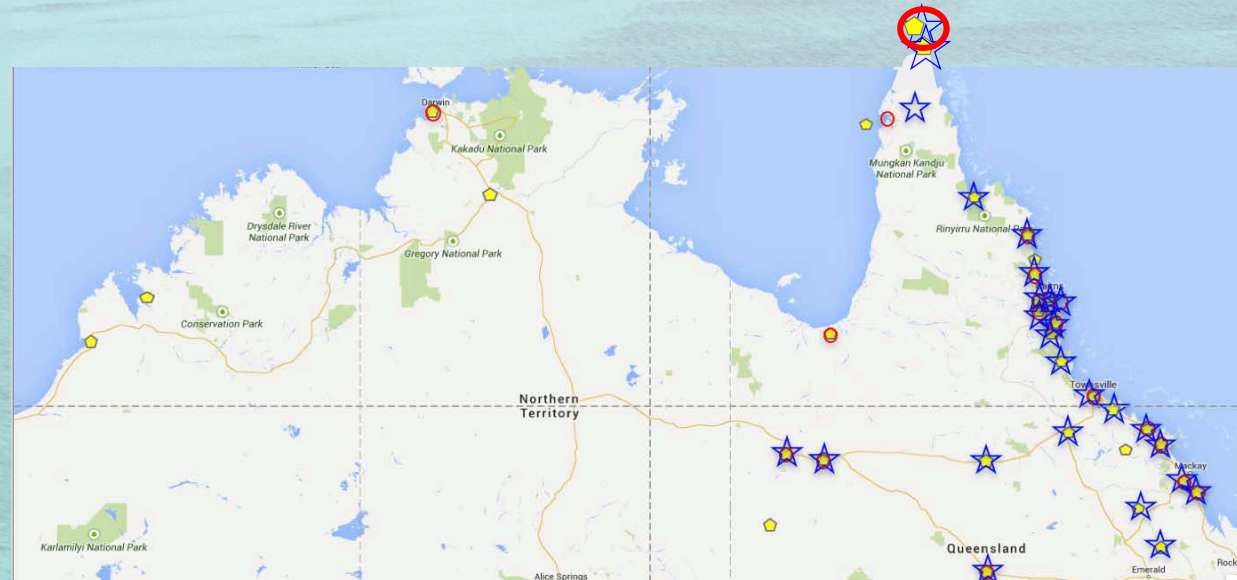 Darwin
Kakadu National Park
Mungkan Kandju
National Park
Drysdale River
National Park
Rinyirru National
Gregory National Park
Conservation Park
Townsville
Northern
Territory
Mackay
Karlamilyi National Park
Queensland
Emerald
Rock
Alice Springs